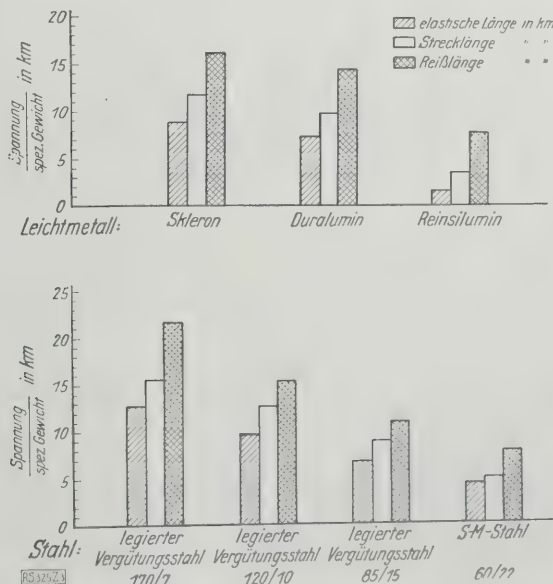 elastische Länge in km
Strecklänge " "
Reißlänge " "
Spannung
spez. Gewicht
in km
20
15
10
5
0
Leichtmetall:
Skleron
Duralumin
Reinsilumin
Spannung
spez. Gewicht
in km
25
20
15
10
5
0
Stahl:
legierter legierter legierter S-M-Stahl
Vergütungsstahl Vergütungsstahl Vergütungsstahl
170/7 120/10 85/15 60/22